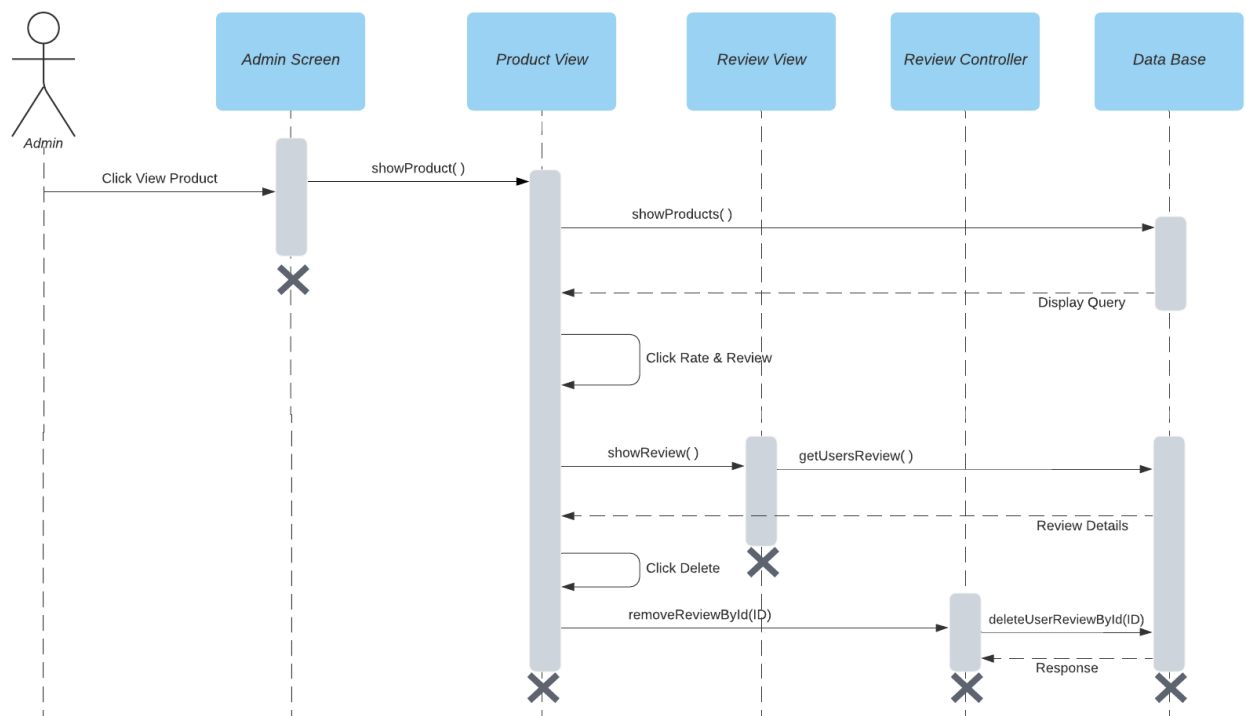 Admin Screen
Product View
Review View
Review Controller
Data Base
Admin
Click View Product
showProduct( )
showProducts( )
Display Query
Click Rate & Review
showReview( )
getUsersReview( )
Review Details
Click Delete
removeReviewById(ID)
deleteUserReviewById(ID)
Response